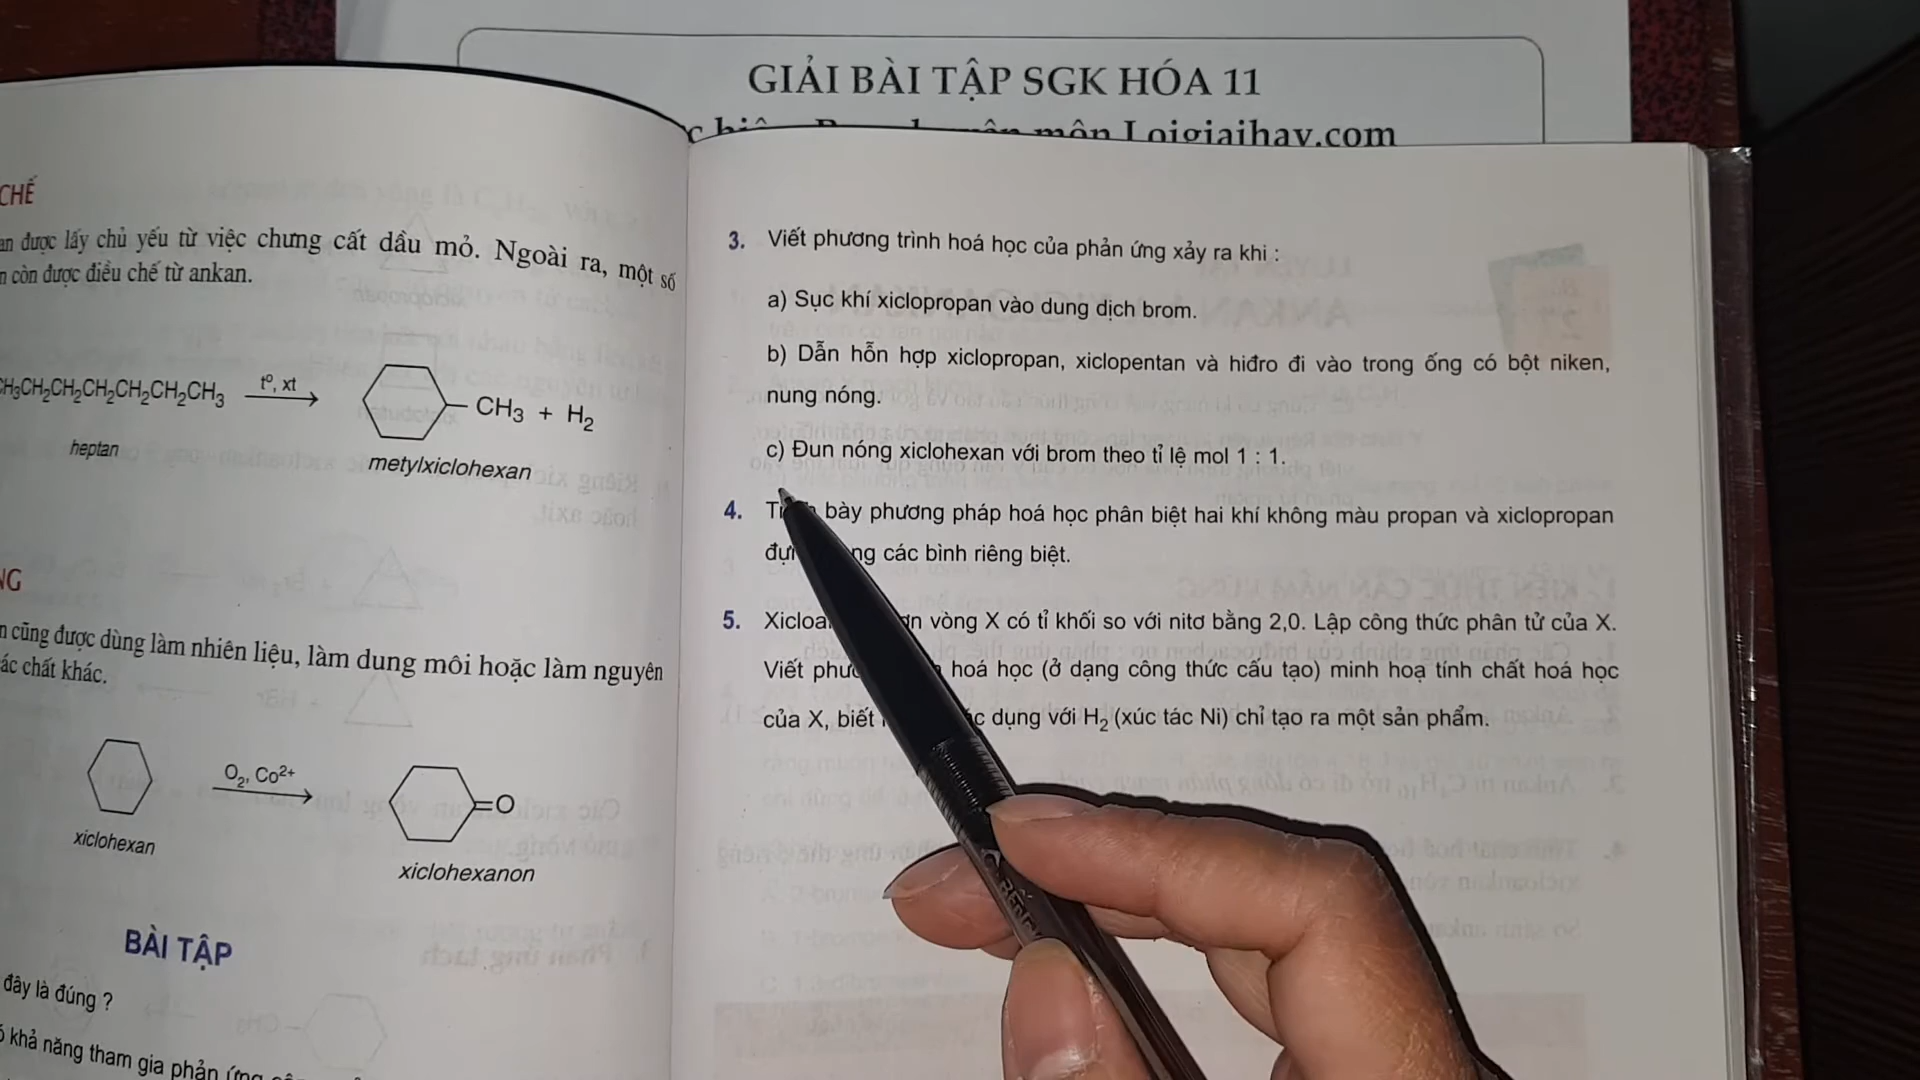 GIẢI BÀI TẬP SGK HÓA 11
môn Loigiaihay.com
CHẾ
được lấy chủ yếu từ việc chưng cất dầu mỏ. Ngoài ra, một số
còn được điều chế từ ankan.
CH₃CH₂CH₂CH₂CH₂CH₂CH₃ t⁰, xt CH₃ + H₂
heptan
metylxiclohexan
NG
cũng được dùng làm nhiên liệu, làm dung môi hoặc làm nguyên
các chất khác.
O₂, Co²⁺ =O
xiclohexan
xiclohexanon
BÀI TẬP
đây là đúng ?
khả năng tham gia phản ứng
3. Viết phương trình hoá học của phản ứng xảy ra khi :
a) Sục khí xiclopropan vào dung dịch brom.
b) Dẫn hỗn hợp xiclopropan, xiclopentan và hiđro đi vào trong ống có bột niken,
nung nóng.
c) Đun nóng xiclohexan với brom theo tỉ lệ mol 1 : 1.
4. bày phương pháp hoá học phân biệt hai khí không màu propan và xiclopropan
các bình riêng biệt.
5. vòng X có tỉ khối so với nitơ bằng 2,0. Lập công thức phân tử của X.
Viết hoá học (ở dạng công thức cấu tạo) minh hoạ tính chất hoá học
của X, biết dụng với H₂ (xúc tác Ni) chỉ tạo ra một sản phẩm.